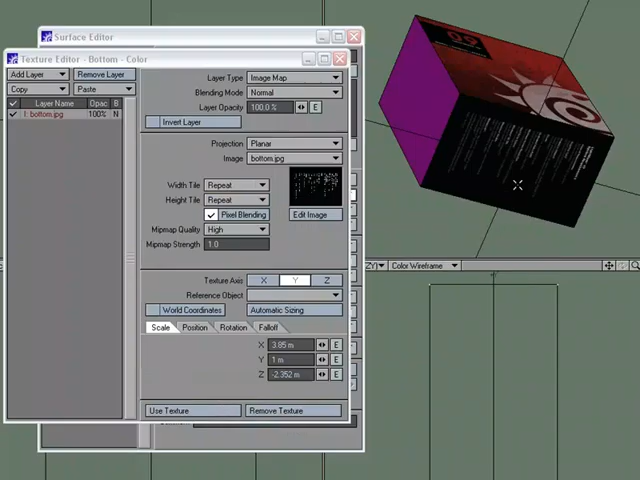 Surface Editor
Texture Editor - Bottom - Color
Add Layer
Remove Layer
Copy
Paste
Layer Name
Opac
B
I: bottom.jpg
100%
N
Layer Type
Image Map
Blending Mode
Normal
Layer Opacity
100.0 %
E
Invert Layer
Projection
Planar
Image
bottom.jpg
Width Tile
Repeat
Height Tile
Repeat
Pixel Blending
Edit Image
Mipmap Quality
High
Mipmap Strength
1.0
Texture Axis
X
Y
Z
Reference Object
World Coordinates
Automatic Sizing
Scale
Position
Rotation
Falloff
X
3.85 m
E
Y
1 m
E
Z
-2.352 m
E
Use Texture
Remove Texture
ZY)
Color Wireframe